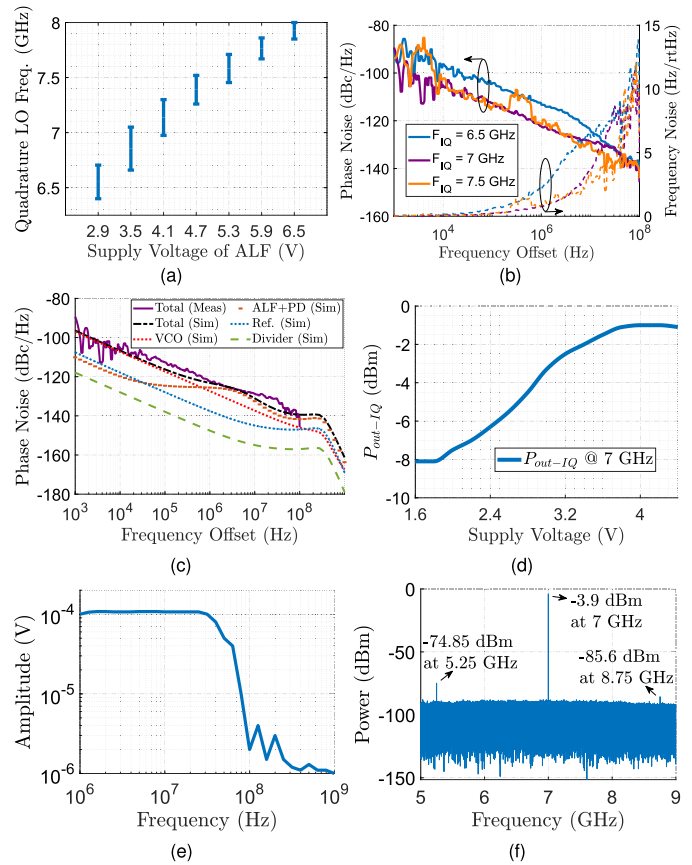 Quadrature LO Freq. (GHz)
8
7.5
7
6.5
2.9 3.5 4.1 4.7 5.3 5.9 6.5
Supply Voltage of ALF (V)
(a)
Phase Noise (dBc/Hz)
-80
-100
-120
-140
-160
F_IQ = 6.5 GHz
F_IQ = 7 GHz
F_IQ = 7.5 GHz
15
10
5
0
Frequency Noise (Hz/rtHz)
10^4 10^6 10^8
Frequency Offset (Hz)
(b)
Phase Noise (dBc/Hz)
-80
-100
-120
-140
-160
-180
Total (Meas)
Total (Sim)
VCO (Sim)
ALF+PD (Sim)
Ref. (Sim)
Divider (Sim)
10^3 10^4 10^5 10^6 10^7 10^8
Frequency Offset (Hz)
(c)
P_out-IQ (dBm)
0
-2
-4
-6
-8
-10
P_out-IQ @ 7 GHz
1.6 2.4 3.2 4
Supply Voltage (V)
(d)
Amplitude (V)
10^-4
10^-5
10^-6
10^6 10^7 10^8 10^9
Frequency (Hz)
(e)
Power (dBm)
0
-50
-100
-150
-3.9 dBm
at 7 GHz
-74.85 dBm
at 5.25 GHz
-85.6 dBm
at 8.75 GHz
5 6 7 8 9
Frequency (GHz)
(f)